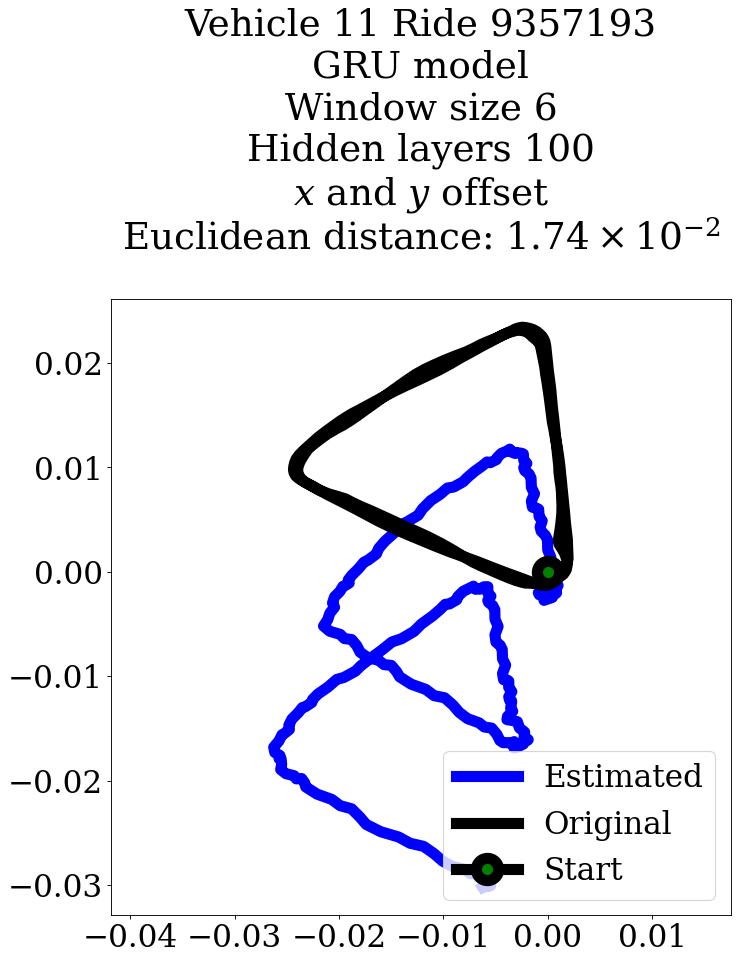 Vehicle 11 Ride 9357193
GRU model
Window size 6
Hidden layers 100
x and y offset
Euclidean distance: 1.74 × 10⁻²
0.02
0.01
0.00
−0.01
−0.02
−0.03
Estimated
Original
Start
−0.04 −0.03 −0.02 −0.01 0.00 0.01